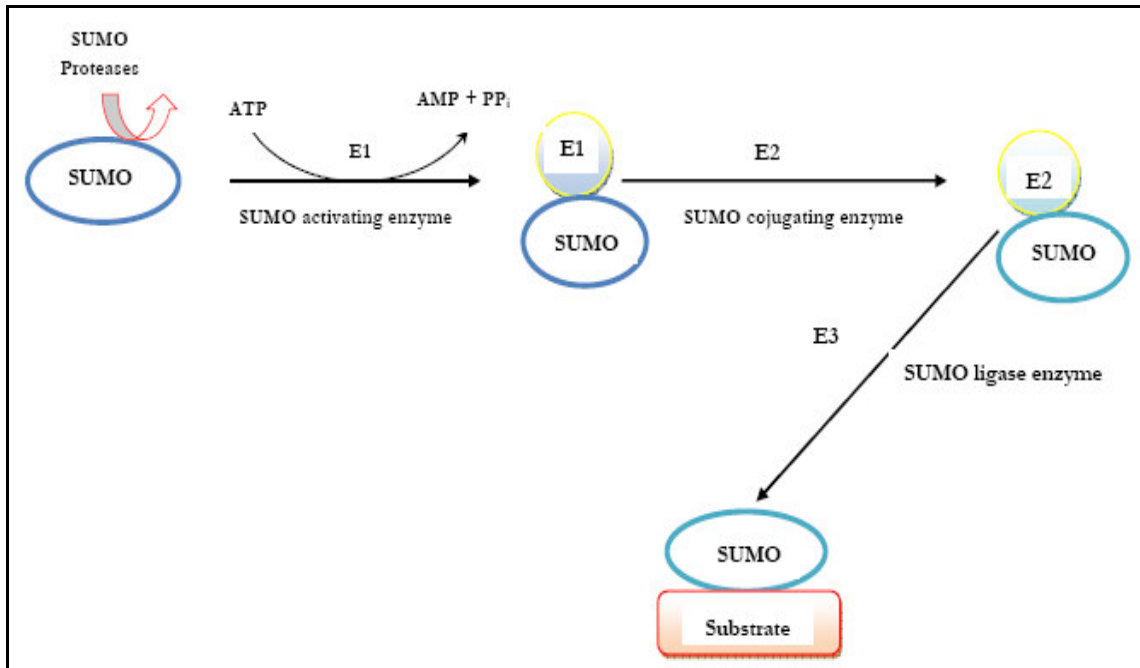 SUMO
Proteases
SUMO
ATP
AMP + PPi
E1
SUMO activating enzyme
E1
SUMO
E2
SUMO cojugating enzyme
E2
SUMO
E3
SUMO ligase enzyme
SUMO
Substrate